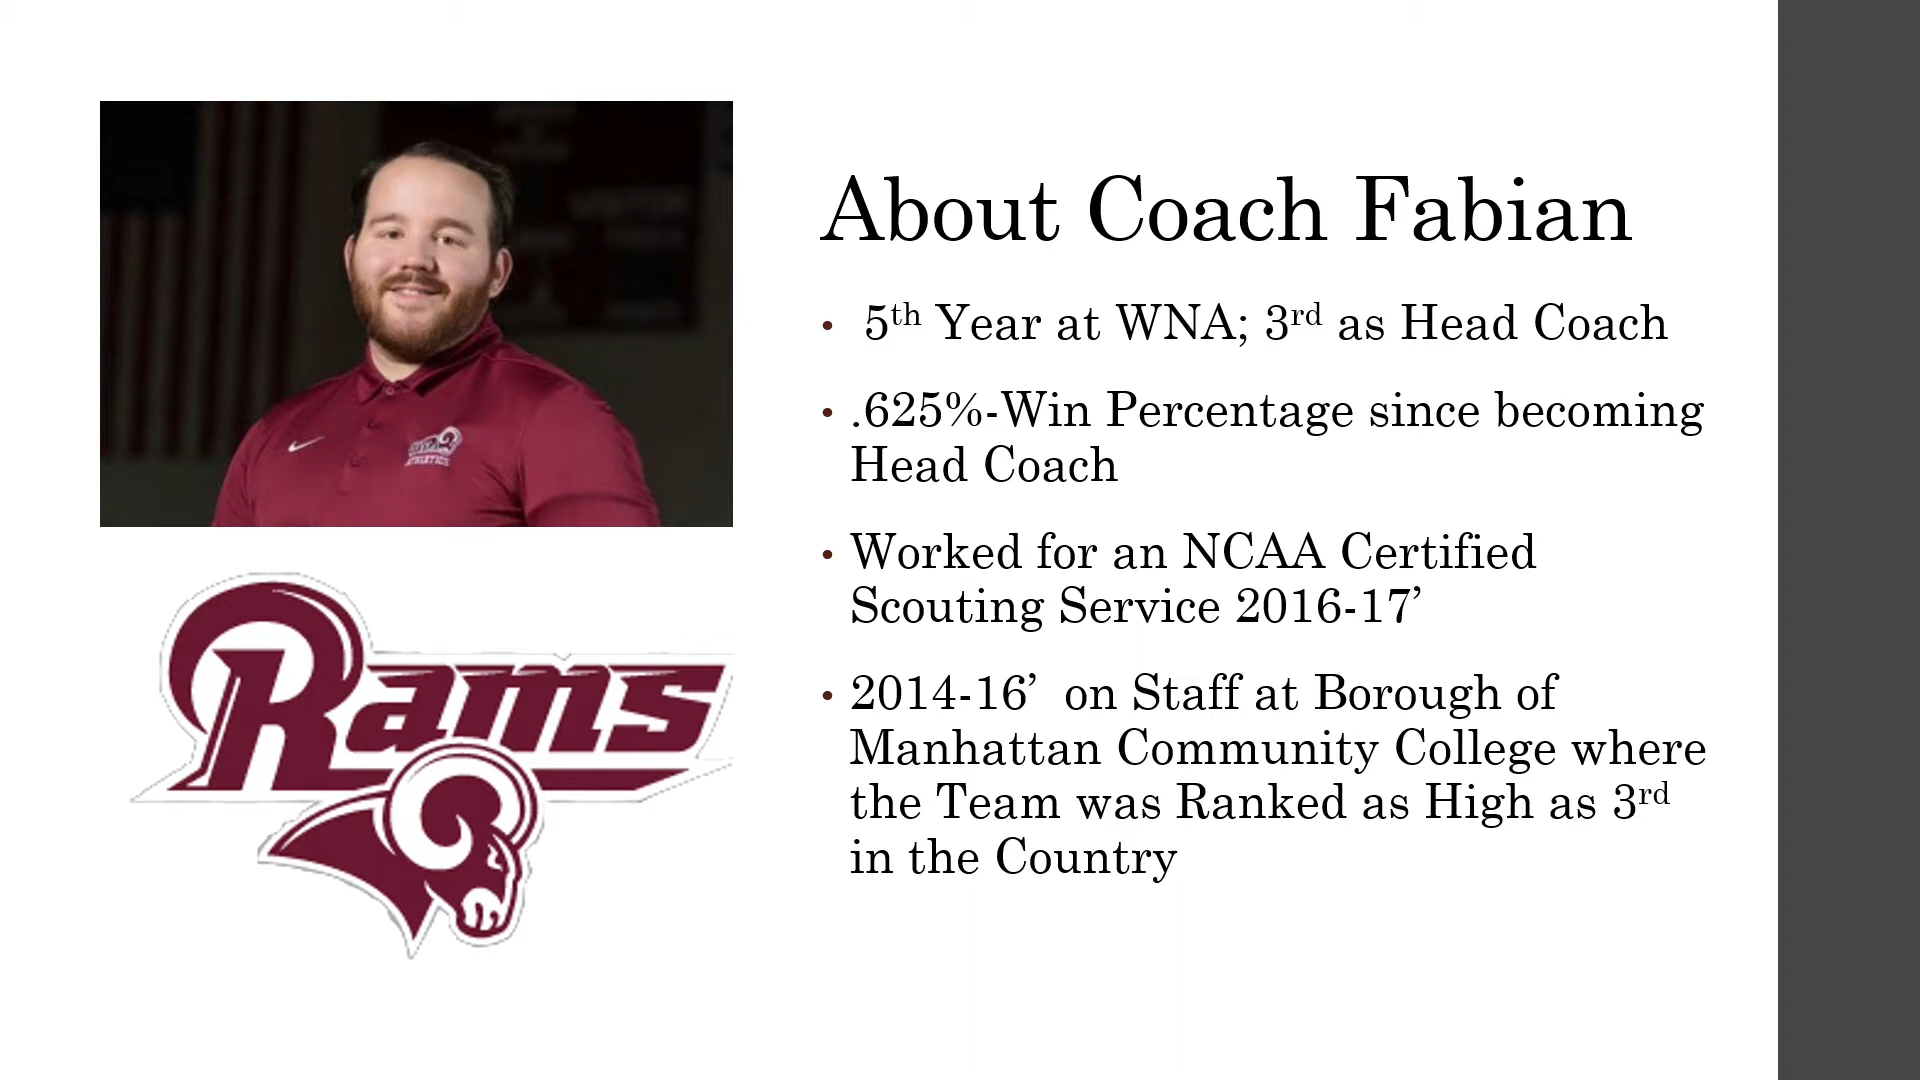 About Coach Fabian
• 5th Year at WNA; 3rd as Head Coach
• .625%-Win Percentage since becoming
Head Coach
• Worked for an NCAA Certified
Scouting Service 2016-17’
• 2014-16’  on Staff at Borough of
Manhattan Community College where
the Team was Ranked as High as 3rd
in the Country
ATHLETICS
Rams